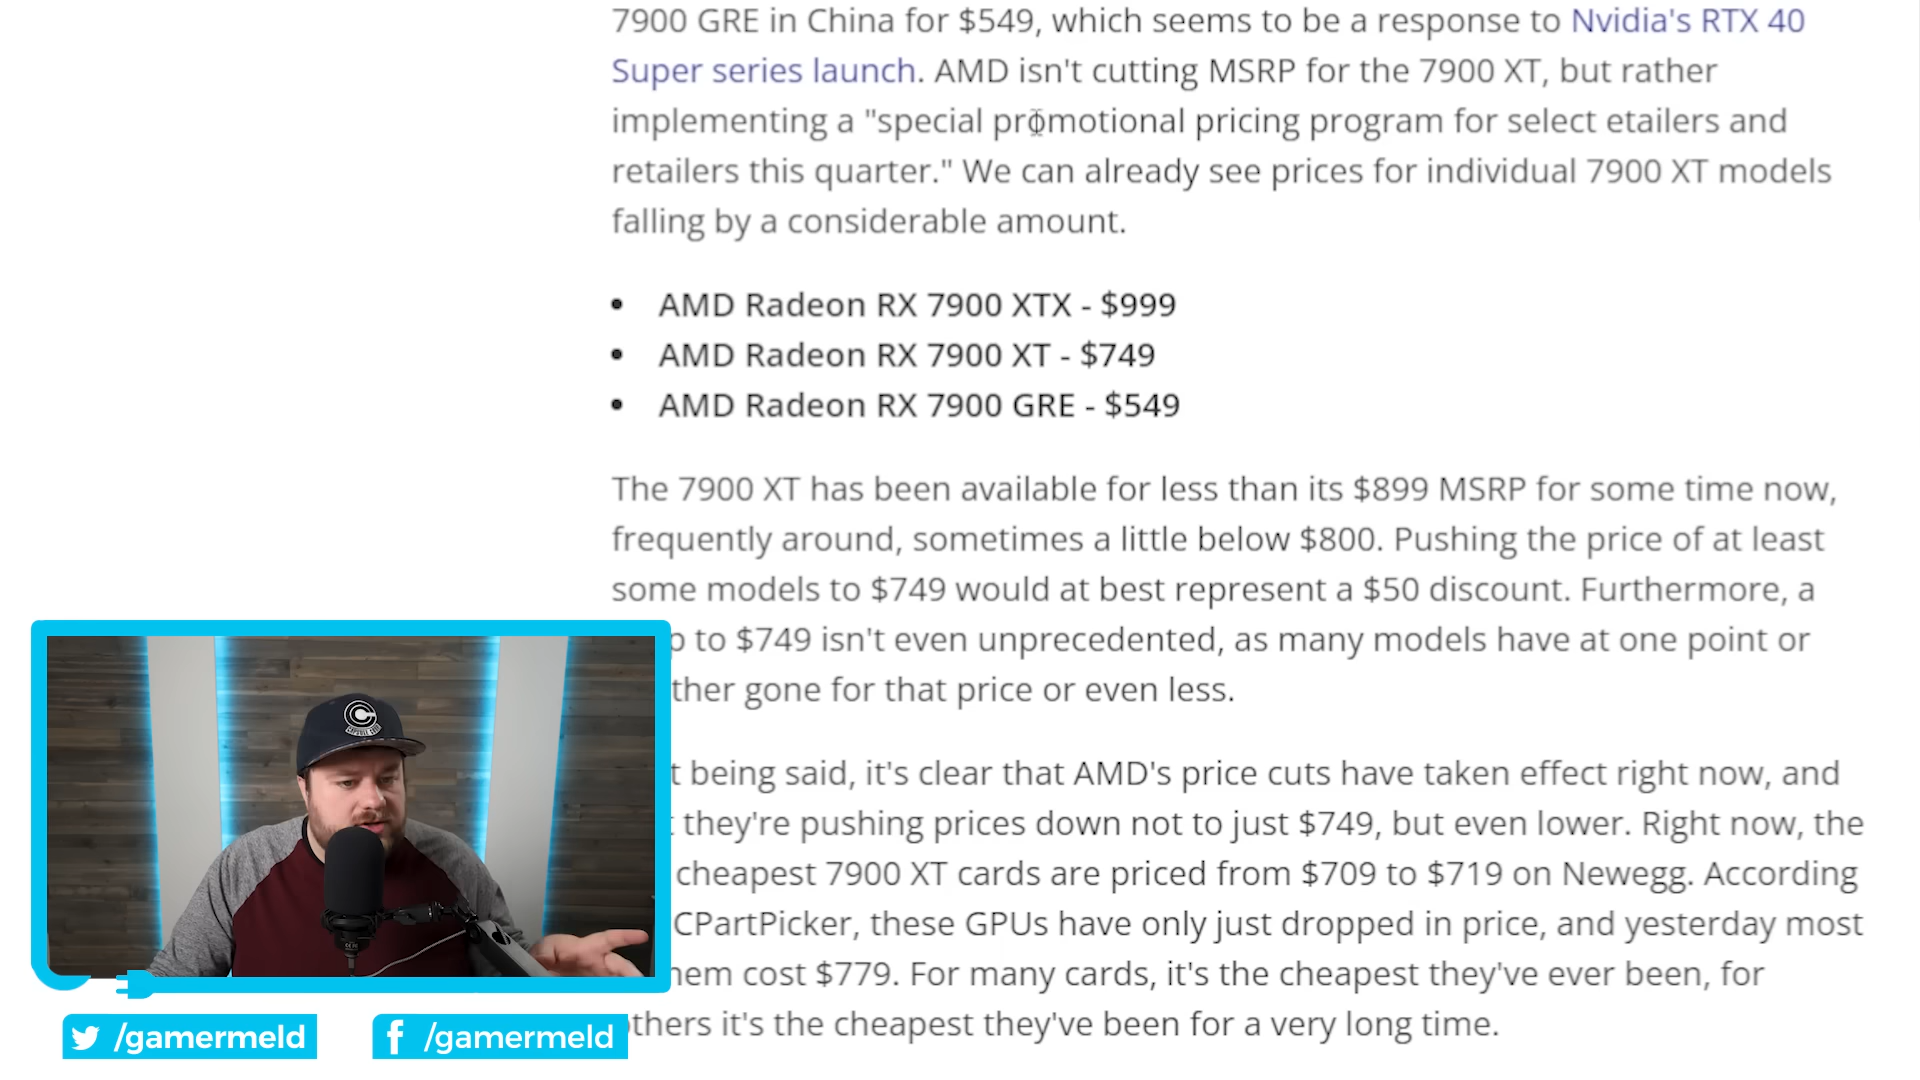 7900 GRE in China for $549, which seems to be a response to Nvidia's RTX 40
Super series launch. AMD isn't cutting MSRP for the 7900 XT, but rather
implementing a "special promotional pricing program for select etailers and
retailers this quarter." We can already see prices for individual 7900 XT models
falling by a considerable amount.
• AMD Radeon RX 7900 XTX - $999
• AMD Radeon RX 7900 XT - $749
• AMD Radeon RX 7900 GRE - $549
The 7900 XT has been available for less than its $899 MSRP for some time now,
frequently around, sometimes a little below $800. Pushing the price of at least
some models to $749 would at best represent a $50 discount. Furthermore, a
to $749 isn't even unprecedented, as many models have at one point or
ther gone for that price or even less.
t being said, it's clear that AMD's price cuts have taken effect right now, and
they're pushing prices down not to just $749, but even lower. Right now, the
cheapest 7900 XT cards are priced from $709 to $719 on Newegg. According
CPartPicker, these GPUs have only just dropped in price, and yesterday most
hem cost $779. For many cards, it's the cheapest they've ever been, for
thers it's the cheapest they've been for a very long time.
/gamermeld
/gamermeld